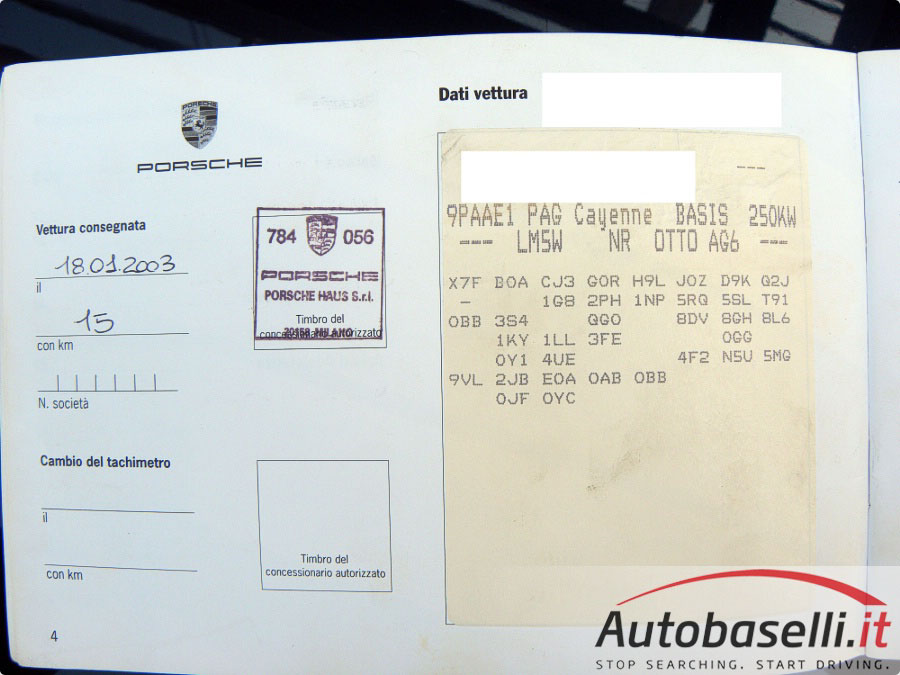 PORSCHE
PORSCHE
Vettura consegnata
18.01.2003
il
15
con km
N. società
784 056
PORSCHE
PORSCHE HAUS S.r.l.
Timbro del
20158 MILANO
concessionario autorizzato
Cambio del tachimetro
il
con km
Timbro del
concessionario autorizzato
4
Dati vettura
---
9PAAE1 PAG Cayenne BASIS 250KW
--- LM5W NR OTTO AG6 ---
X7F B0A CJ3 G0R H9L J0Z D9K Q2J
- 1G8 2PH 1NP 5RQ 5SL T91
0BB 3S4 QG0 8DV 8GH 8L6
1KY 1LL 3FE 0GG
0Y1 4UE 4F2 N5U 5MG
9VL 2JB E0A 0AB 0BB
0JF 0YC
Autobaselli.it
STOP SEARCHING. START DRIVING.